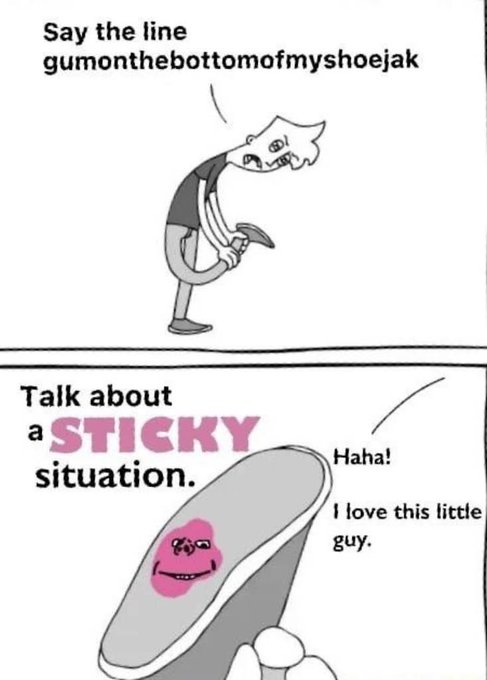 Say the line
gumonthebottomofmyshoejak
Talk about
a STICKY
situation.
Haha!
I love this little
guy.